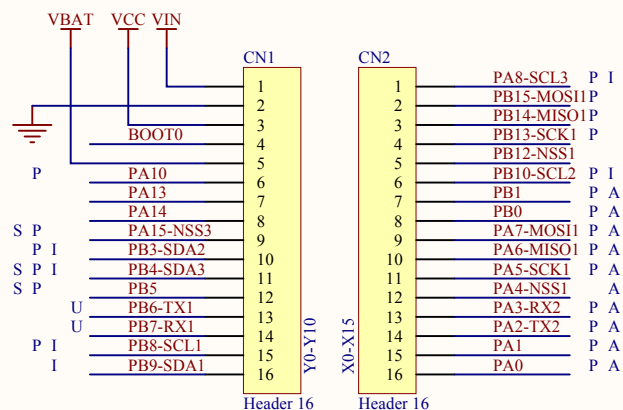 VBAT VCC VIN
CN1 CN2
1 1 PA8-SCL3 P I
2 2 PB15-MOSI1 P
3 3 PB14-MISO1 P
BOOT0 4 4 PB13-SCK1 P
5 5 PB12-NSS1
P PA10 6 6 PB10-SCL2 P I
PA13 7 7 PB1 P A
PA14 8 8 PB0 P A
S P PA15-NSS3 9 9 PA7-MOSI1 P A
P I PB3-SDA2 10 10 PA6-MISO1 P A
S P I PB4-SDA3 11 11 PA5-SCK1 P A
S P PB5 12 12 PA4-NSS1 A
U PB6-TX1 13 13 PA3-RX2 P A
U PB7-RX1 14 14 PA2-TX2 P A
P I PB8-SCL1 15 15 PA1 P A
I PB9-SDA1 16 16 PA0 P A
Y0-Y10
X0-X15
Header 16 Header 16